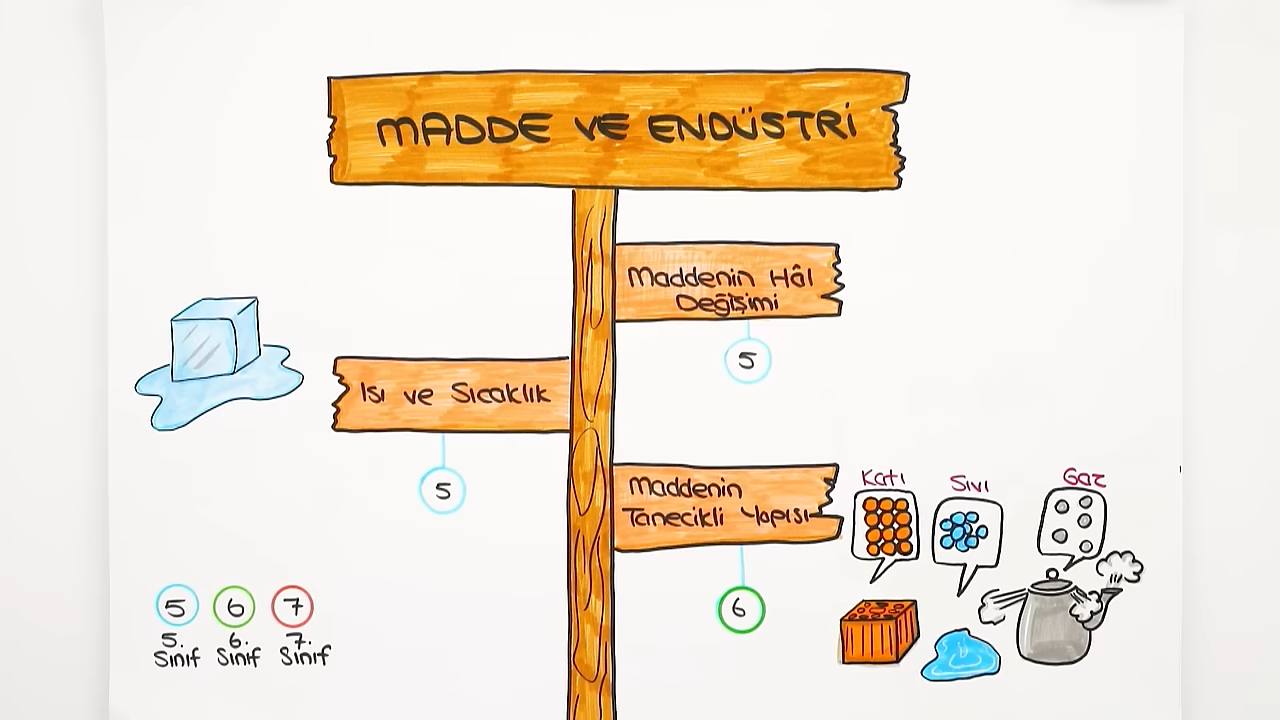 MADDE VE ENDÜSTRİ
Maddenin Hâl
Değişimi
5
Isı ve Sıcaklık
5
Maddenin
Tanecikli Yapısı
6
Katı
Sıvı
Gaz
5 6 7
5. 6. 7.
Sınıf Sınıf Sınıf